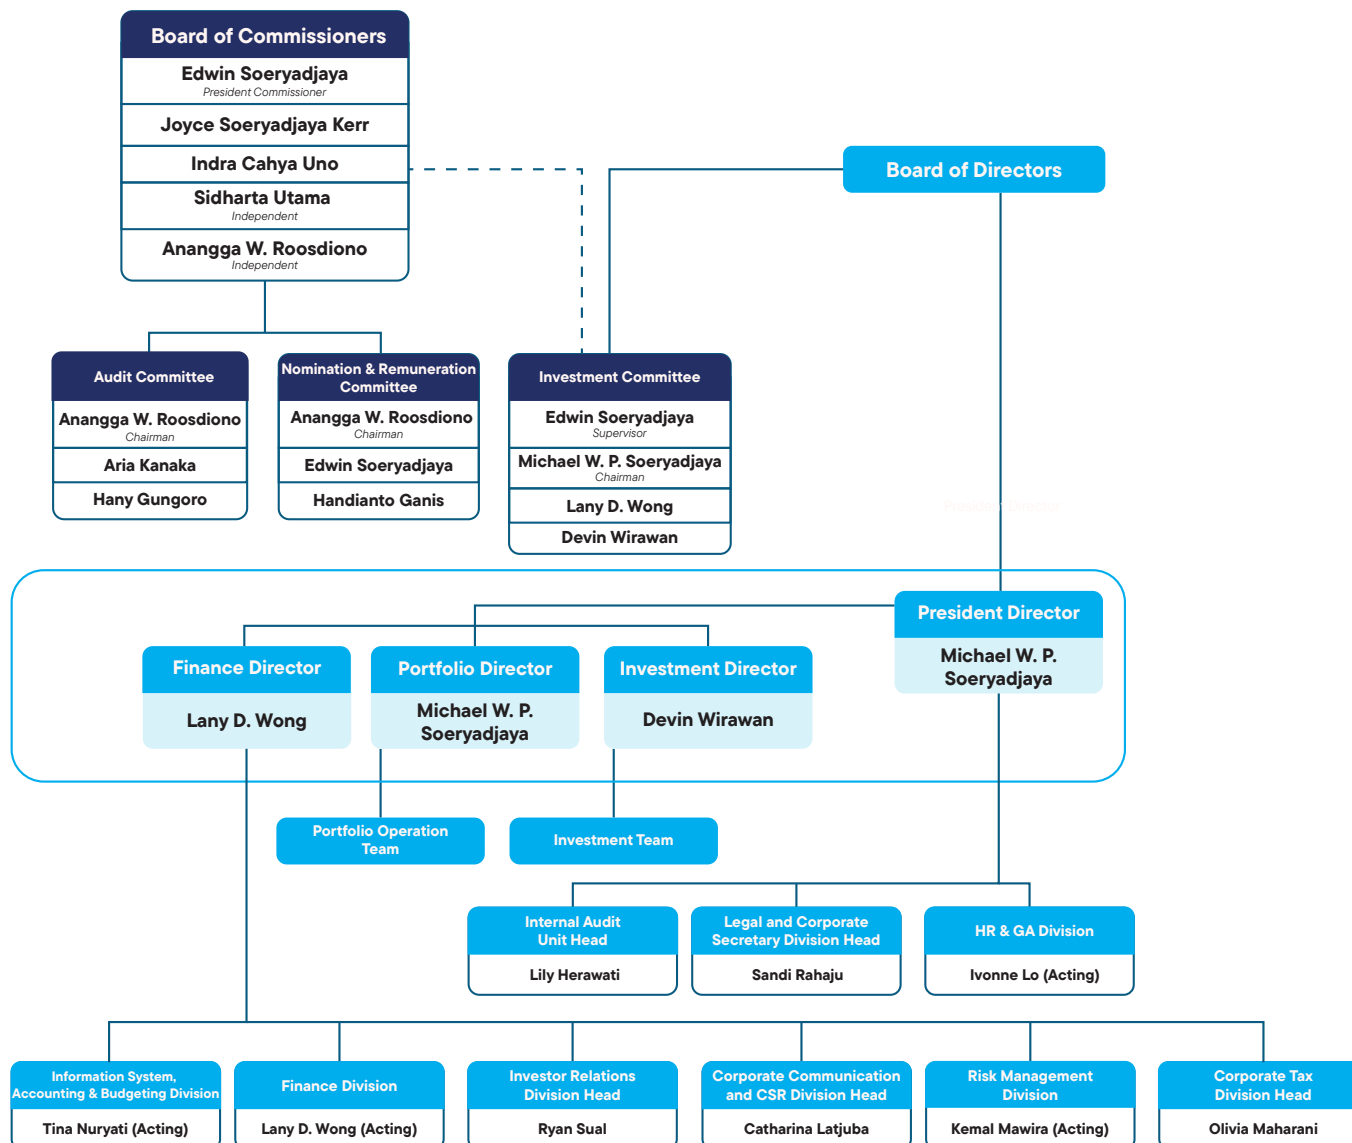 Board of Commissioners
Edwin Soeryadjaya
President Commissioner
Joyce Soeryadjaya Kerr
Indra Cahya Uno
Sidharta Utama
Independent
Anangga W. Roosdiono
Independent
Board of Directors
Audit Committee
Anangga W. Roosdiono
Chairman
Aria Kanaka
Hany Gungoro
Nomination & Remuneration
Committee
Anangga W. Roosdiono
Chairman
Edwin Soeryadjaya
Handianto Ganis
Investment Committee
Edwin Soeryadjaya
Supervisor
Michael W. P. Soeryadjaya
Chairman
Lany D. Wong
Devin Wirawan
President Director
President Director
Michael W. P.
Soeryadjaya
Finance Director
Lany D. Wong
Portfolio Director
Michael W. P.
Soeryadjaya
Investment Director
Devin Wirawan
Portfolio Operation
Team
Investment Team
Internal Audit
Unit Head
Lily Herawati
Legal and Corporate
Secretary Division Head
Sandi Rahaju
HR & GA Division
Ivonne Lo (Acting)
Information System,
Accounting & Budgeting Division
Tina Nuryati (Acting)
Finance Division
Lany D. Wong (Acting)
Investor Relations
Division Head
Ryan Sual
Corporate Communication
and CSR Division Head
Catharina Latjuba
Risk Management
Division
Kemal Mawira (Acting)
Corporate Tax
Division Head
Olivia Maharani